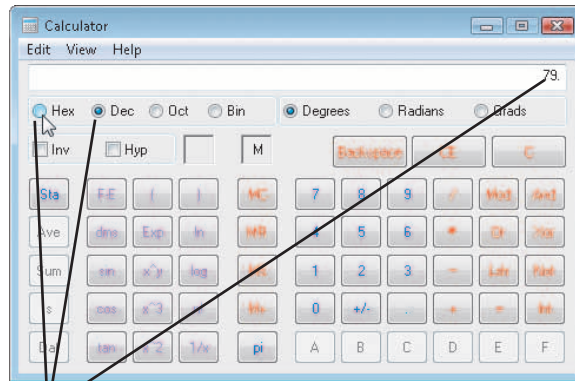 Calculator
Edit View Help
79.
Hex Dec Oct Bin Degrees Radians Grads
Inv Hyp M Backspace CE C
Sta F-E ( ) MC 7 8 9 / Mod And
Ave dms Exp ln MR 4 5 6 * Or Xor
Sum sin x^y log MS 1 2 3 - Lsh Not
s cos x^3 M+ 0 +/- . + = Int
Dat tan x^2 1/x pi A B C D E F